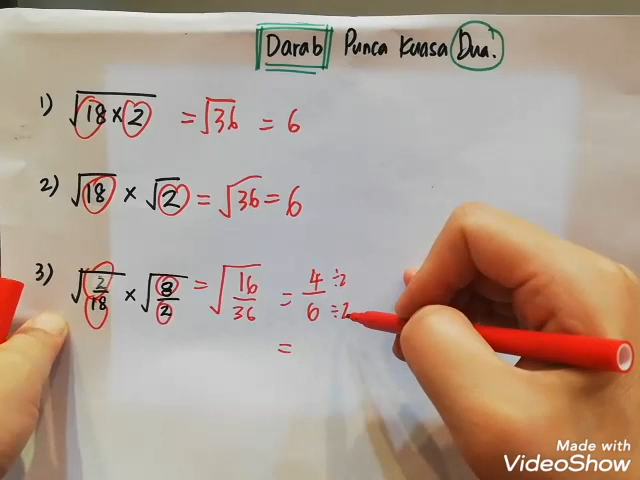 Darab Punca Kuasa Dua.
1) √18×2 = √36 = 6
2) √18 × √2 = √36 = 6
3) √2/18 × √8/2 = √16/36 = 4/6 ÷2 ÷2
=
Made with
VideoShow